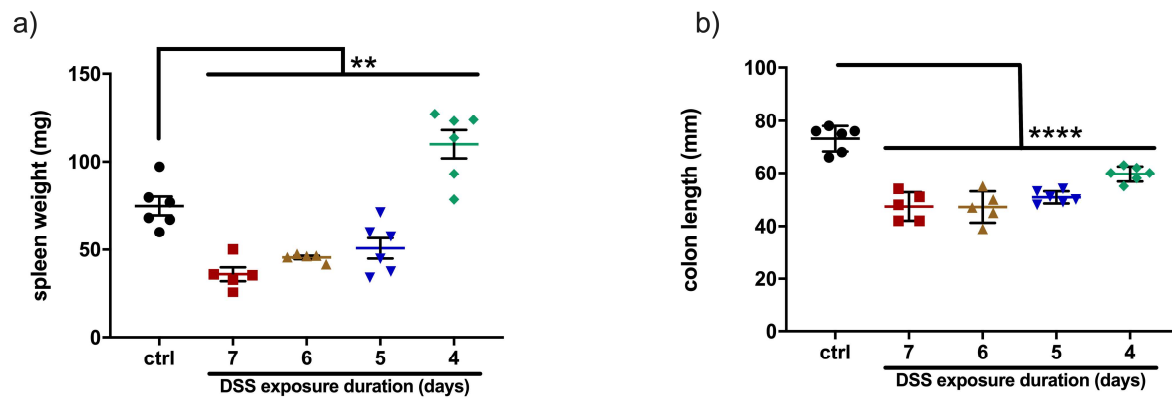 a)
**
spleen weight (mg)
150
100
50
0
ctrl 7 6 5 4
DSS exposure duration (days)
b)
****
colon length (mm)
100
80
60
40
20
0
ctrl 7 6 5 4
DSS exposure duration (days)